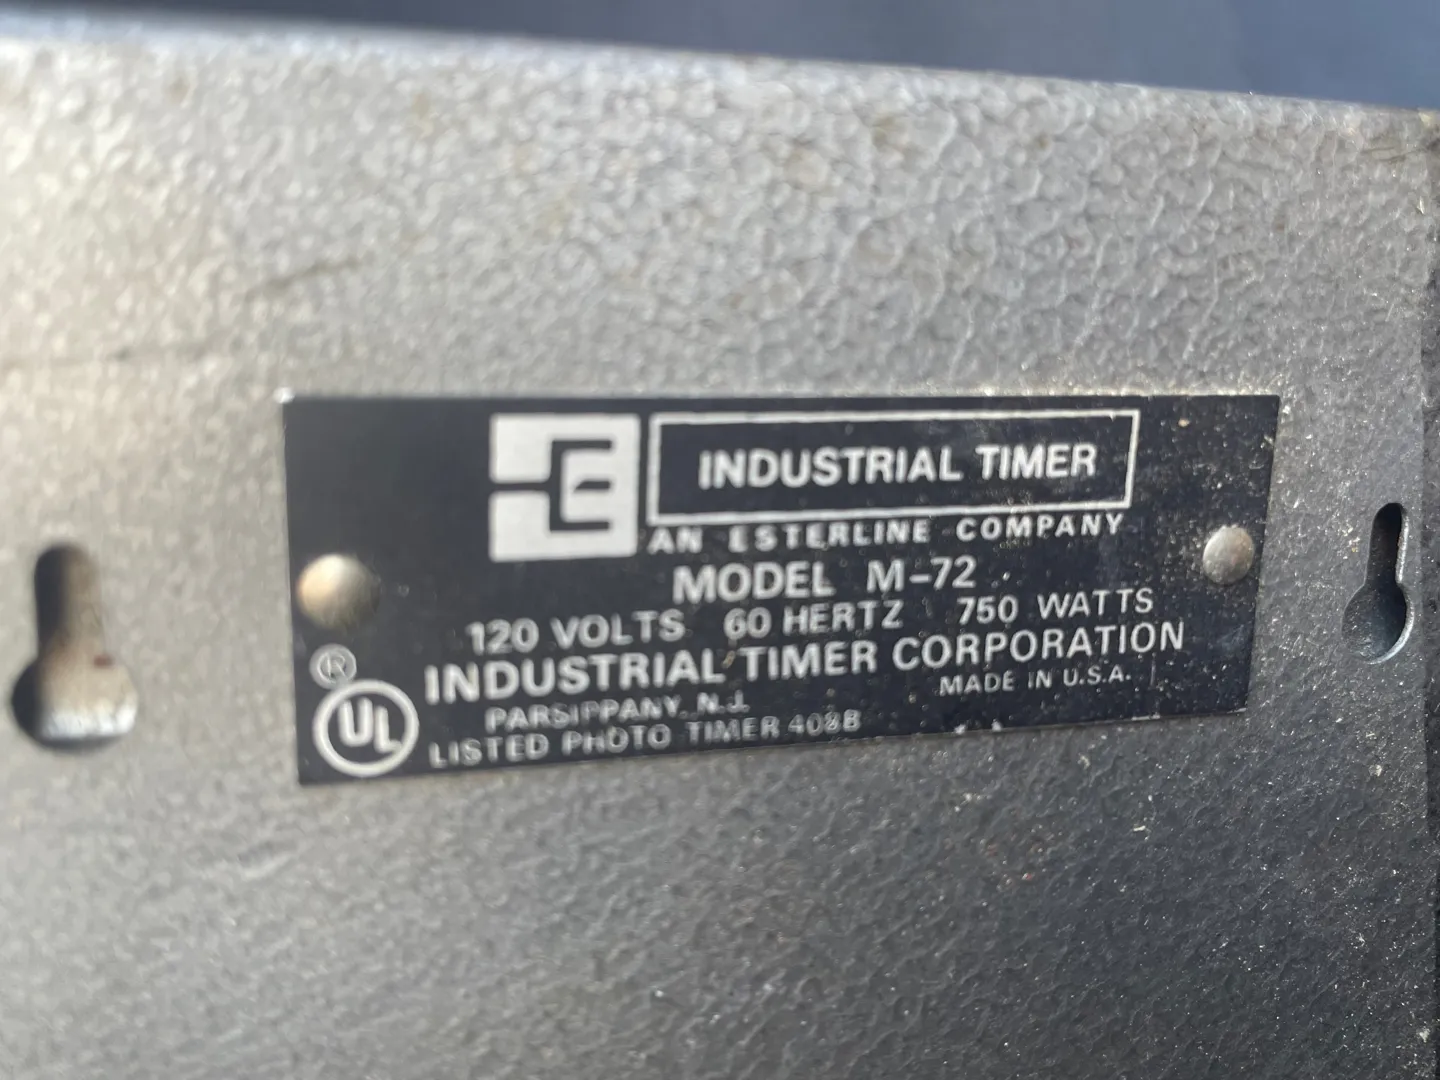 E
INDUSTRIAL TIMER
AN ESTERLINE COMPANY
MODEL M-72
120 VOLTS 60 HERTZ 750 WATTS
INDUSTRIAL TIMER CORPORATION
PARSIPPANY, N.J. MADE IN U.S.A.
® UL LISTED PHOTO TIMER 408B